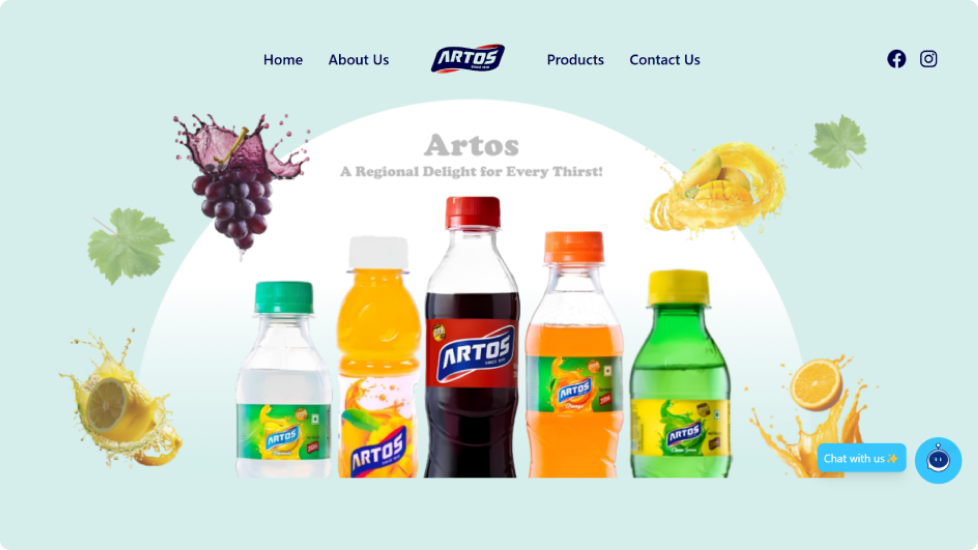 Home
About Us
ARTOS
Products
Contact Us
Artos
A Regional Delight for Every Thirst!
ARTOS
ARTOS
ARTOS
ARTOS
Orange
ARTOS
Chat with us✨